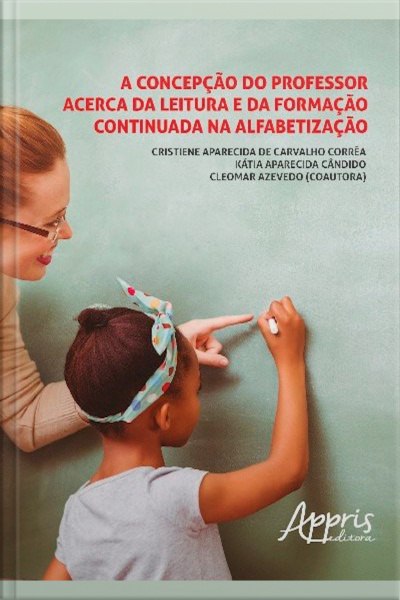 A CONCEPÇÃO DO PROFESSOR
ACERCA DA LEITURA E DA FORMAÇÃO
CONTINUADA NA ALFABETIZAÇÃO
CRISTIENE APARECIDA DE CARVALHO CORRÊA
KÁTIA APARECIDA CÂNDIDO
CLEOMAR AZEVEDO (COAUTORA)
Appris
editora